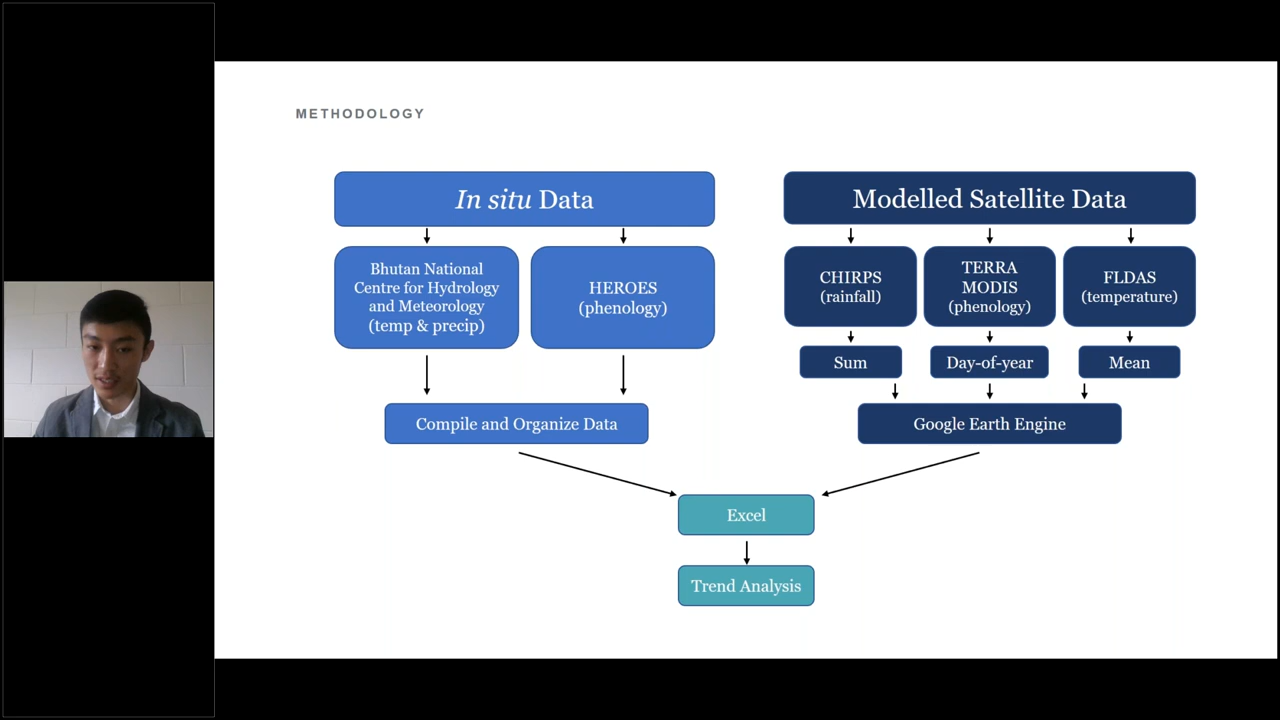 METHODOLOGY
In situ Data
Modelled Satellite Data
Bhutan National
Centre for Hydrology
and Meteorology
(temp & precip)
HEROES
(phenology)
CHIRPS
(rainfall)
TERRA
MODIS
(phenology)
FLDAS
(temperature)
Sum
Day-of-year
Mean
Compile and Organize Data
Google Earth Engine
Excel
Trend Analysis